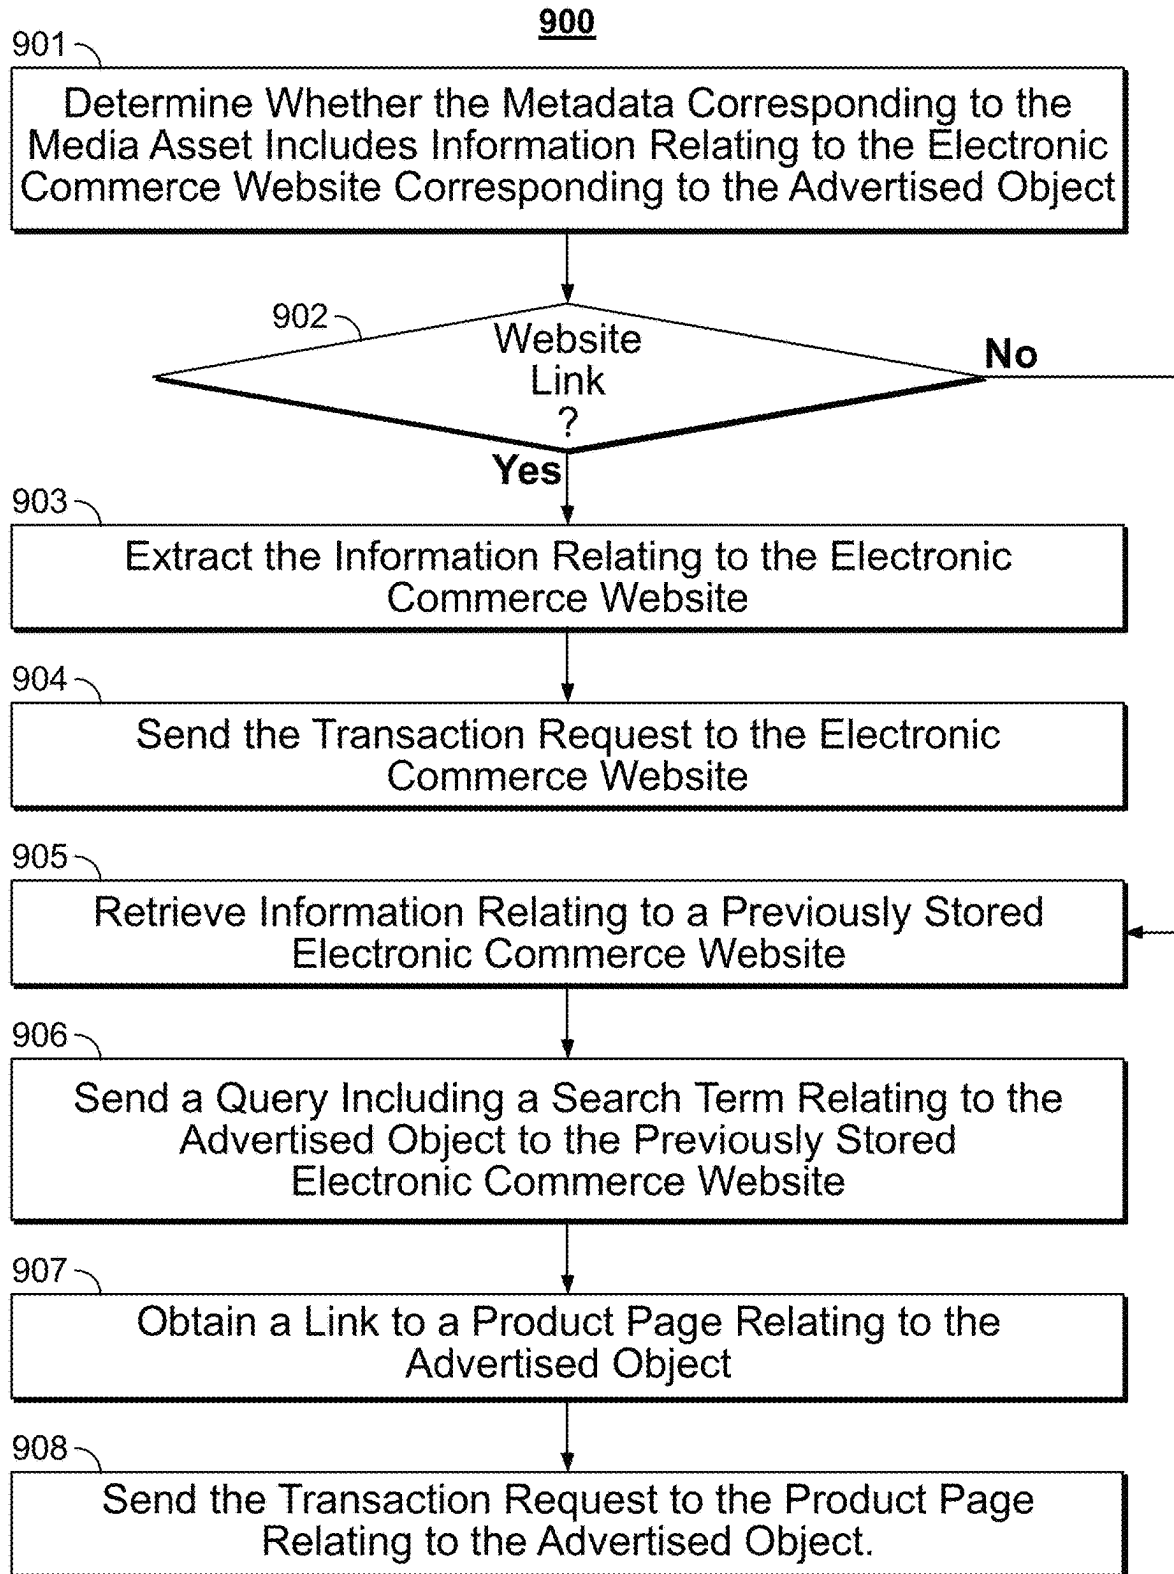 900
901
Determine Whether the Metadata Corresponding to the
Media Asset Includes Information Relating to the Electronic
Commerce Website Corresponding to the Advertised Object
902
Website
Link
?
No
Yes
903
Extract the Information Relating to the Electronic
Commerce Website
904
Send the Transaction Request to the Electronic
Commerce Website
905
Retrieve Information Relating to a Previously Stored
Electronic Commerce Website
906
Send a Query Including a Search Term Relating to the
Advertised Object to the Previously Stored
Electronic Commerce Website
907
Obtain a Link to a Product Page Relating to the
Advertised Object
908
Send the Transaction Request to the Product Page
Relating to the Advertised Object.